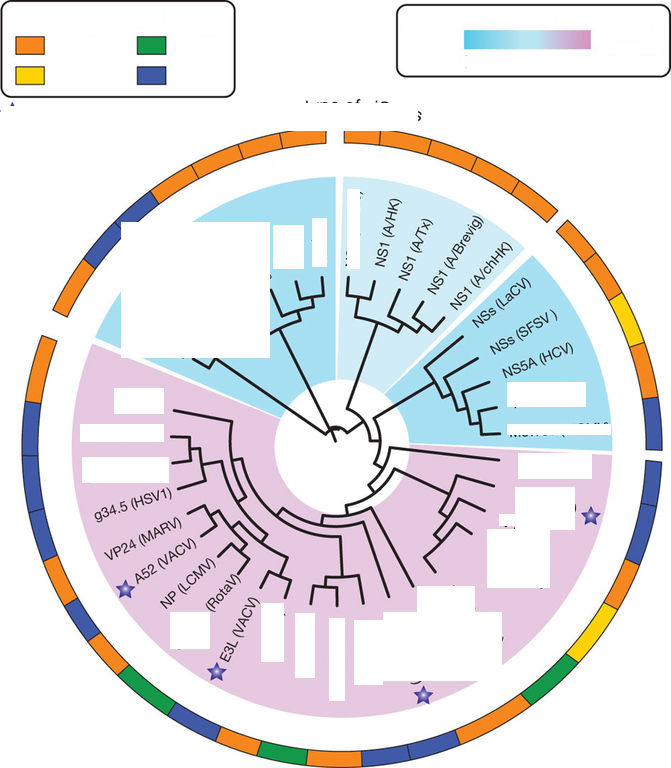 NS1 (A/HK)
NS1 (A/Tx)
NS1 (A/Brevig)
NS1 (A/chHK)
NSs (LaCV)
NSs (SFSV )
NS5A (HCV)
g34.5 (HSV1)
VP24 (MARV)
A52 (VACV)
NP (LCMV)
(RotaV)
E3L (VACV)